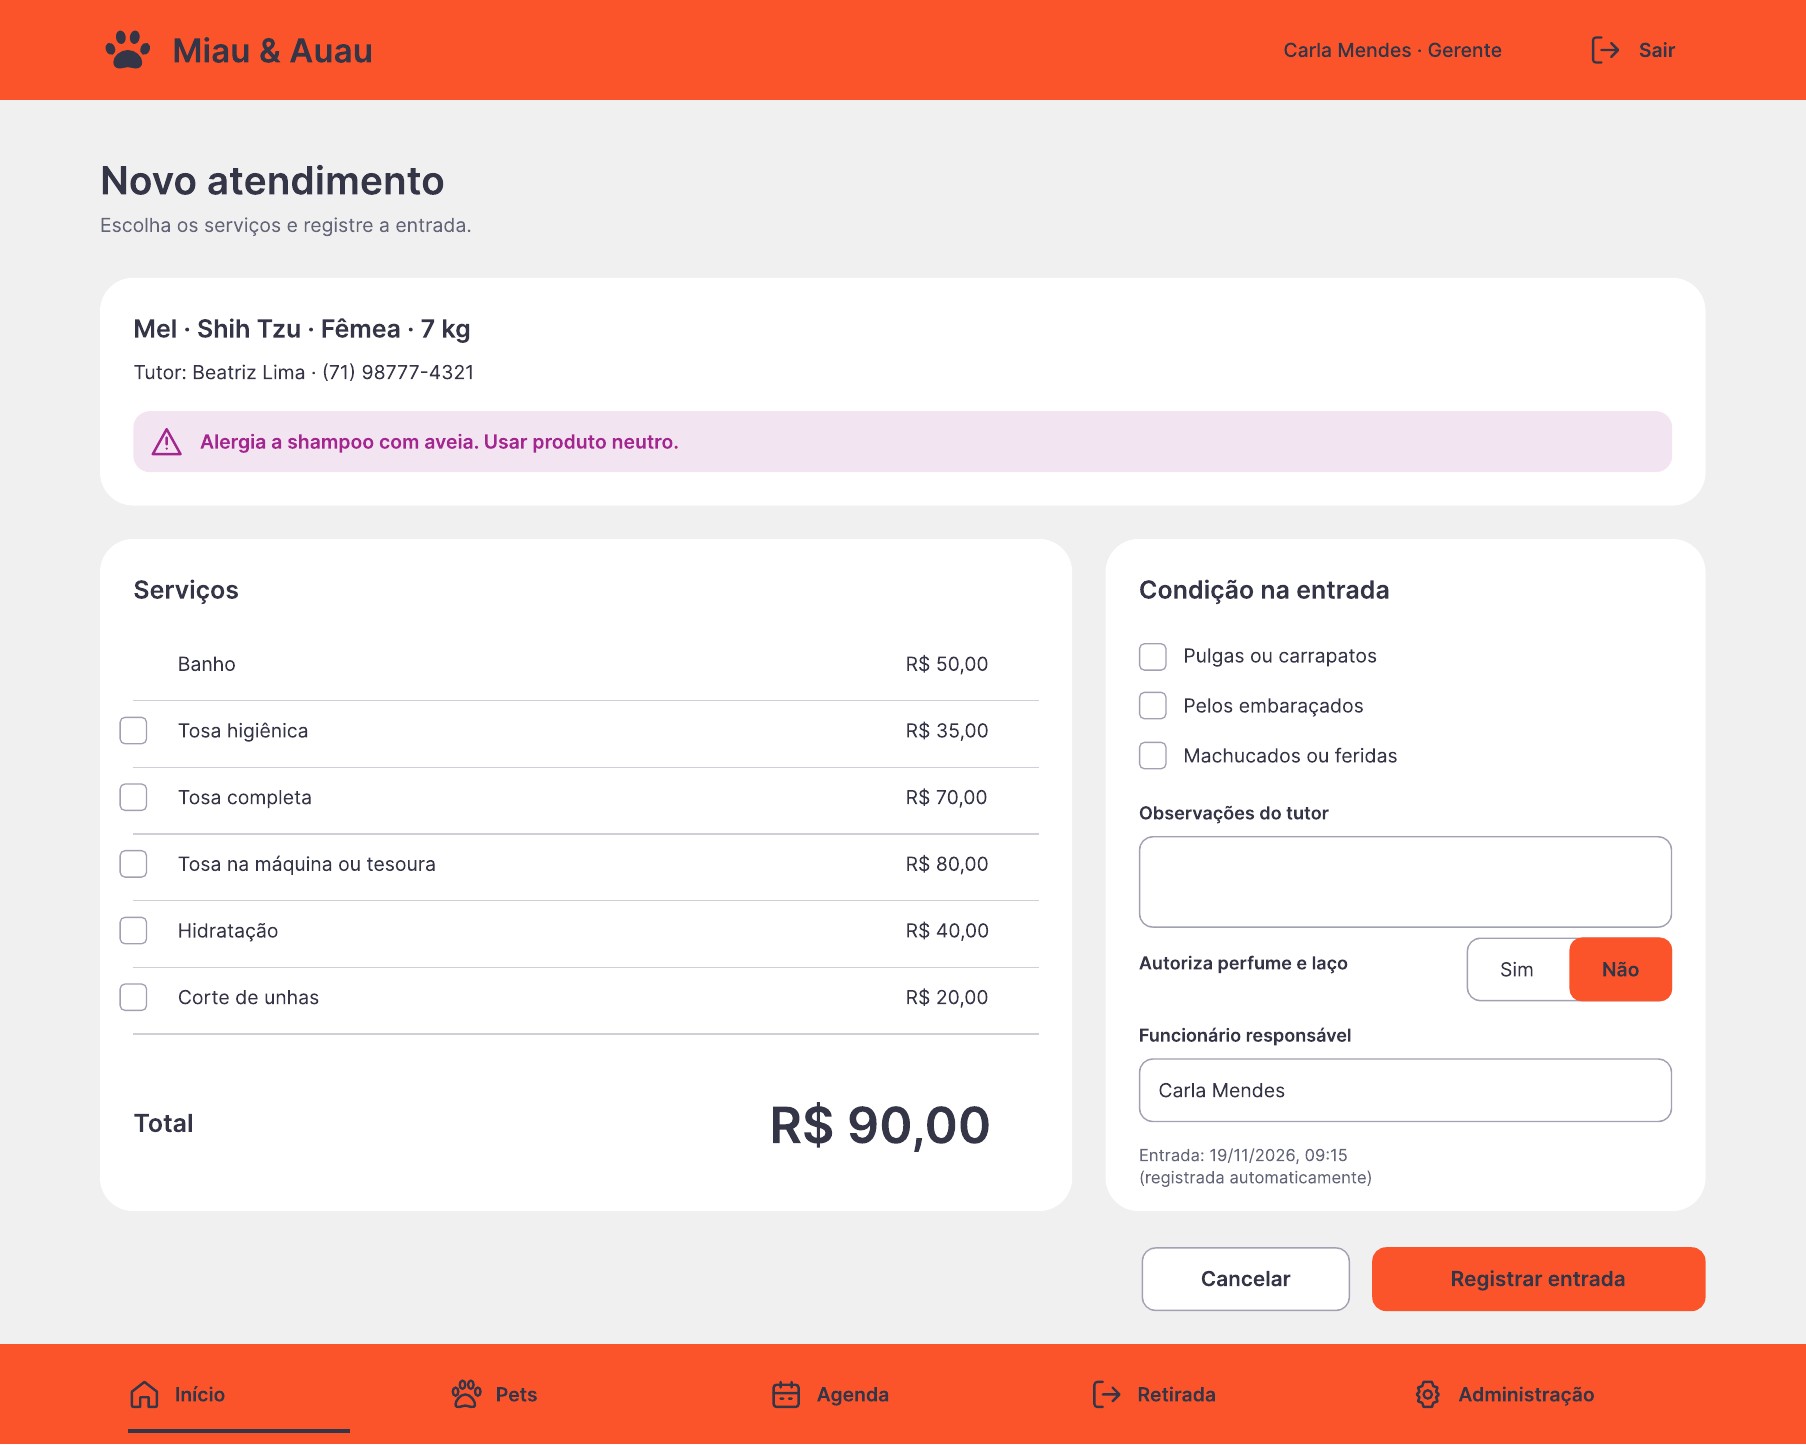 Miau & Auau
Carla Mendes · Gerente
Sair
Novo atendimento
Escolha os serviços e registre a entrada.
Mel · Shih Tzu · Fêmea · 7 kg
Tutor: Beatriz Lima · (71) 98777-4321
Alergia a shampoo com aveia. Usar produto neutro.
Serviços
Banho R$ 50,00
Tosa higiênica R$ 35,00
Tosa completa R$ 70,00
Tosa na máquina ou tesoura R$ 80,00
Hidratação R$ 40,00
Corte de unhas R$ 20,00
Total R$ 90,00
Condição na entrada
Pulgas ou carrapatos
Pelos embaraçados
Machucados ou feridas
Observações do tutor
Autoriza perfume e laço Sim Não
Funcionário responsável
Carla Mendes
Entrada: 19/11/2026, 09:15
(registrada automaticamente)
Cancelar Registrar entrada
Início Pets Agenda Retirada Administração